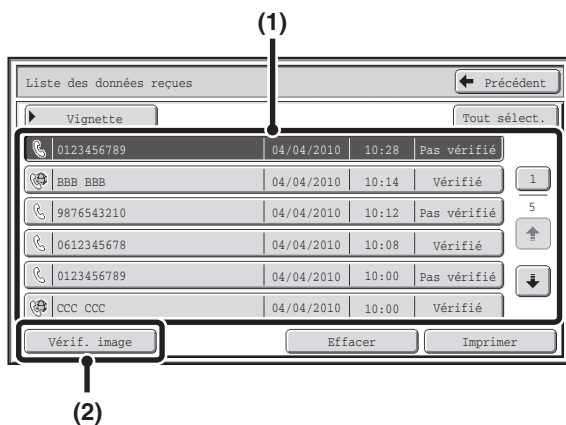 (1)
Liste des données reçues Précédent
Vignette Tout sélect.
0123456789 04/04/2010 10:28 Pas vérifié
BBB BBB 04/04/2010 10:14 Vérifié 1
9876543210 04/04/2010 10:12 Pas vérifié 5
0612345678 04/04/2010 10:08 Vérifié
0123456789 04/04/2010 10:00 Pas vérifié
CCC CCC 04/04/2010 10:00 Vérifié
Vérif. image Effacer Imprimer
(2)